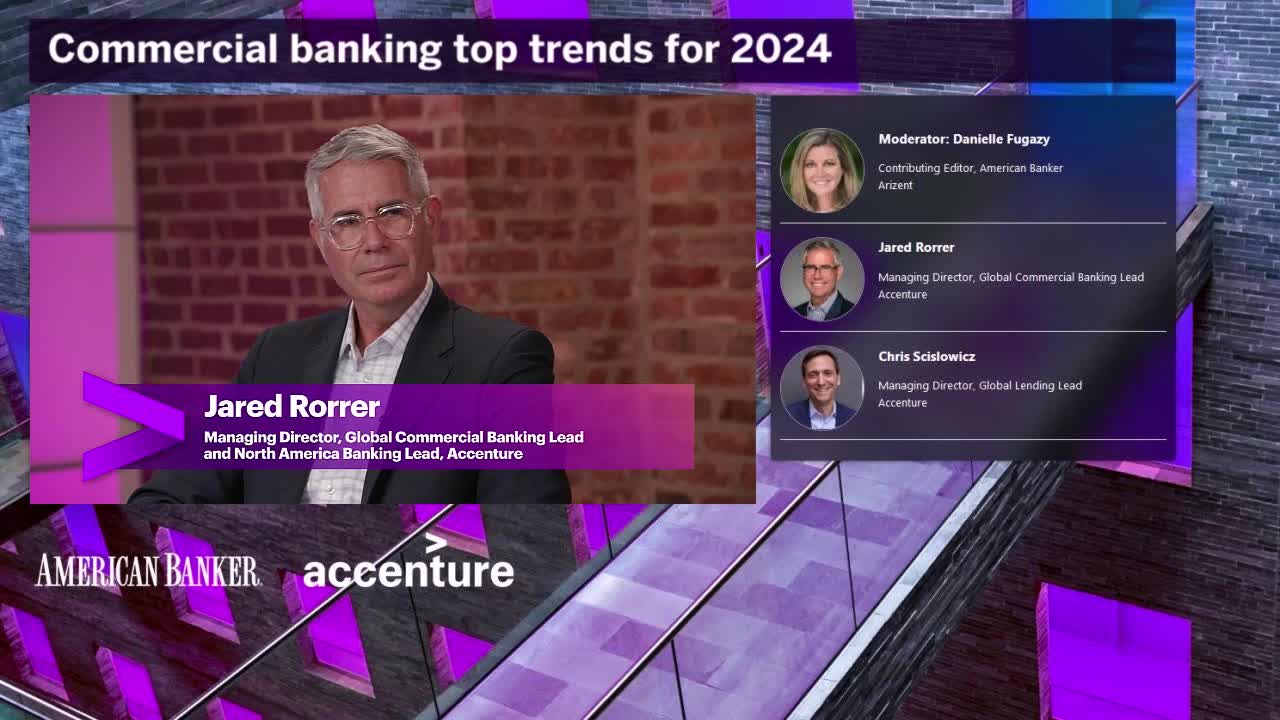 Commercial banking top trends for 2024
Jared Rorrer
Managing Director, Global Commercial Banking Lead
and North America Banking Lead, Accenture
Moderator: Danielle Fugazy
Contributing Editor, American Banker
Arizent
Jared Rorrer
Managing Director, Global Commercial Banking Lead
Accenture
Chris Scislowicz
Managing Director, Global Lending Lead
Accenture
AMERICAN BANKER
accenture